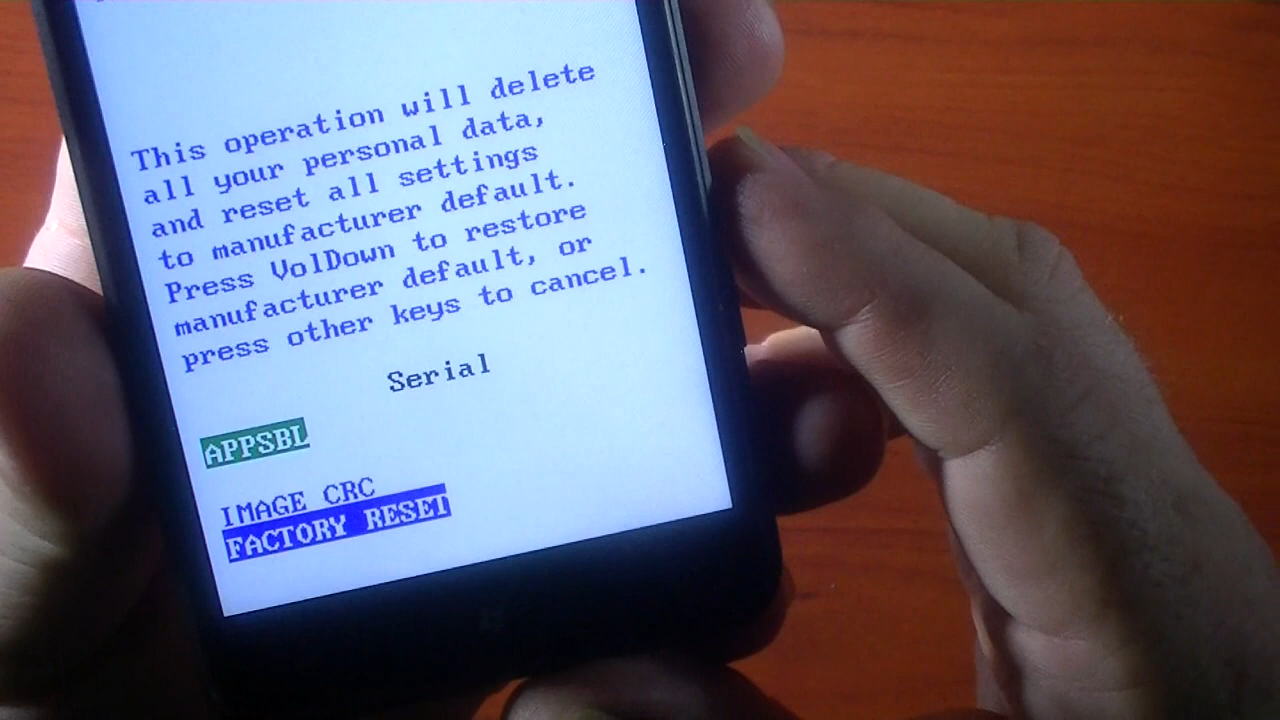 This operation will delete
all your personal data,
and reset all settings
to manufacturer default.
Press VolDown to restore
manufacturer default, or
press other keys to cancel.
Serial
APPSBL
IMAGE CRC
FACTORY RESET